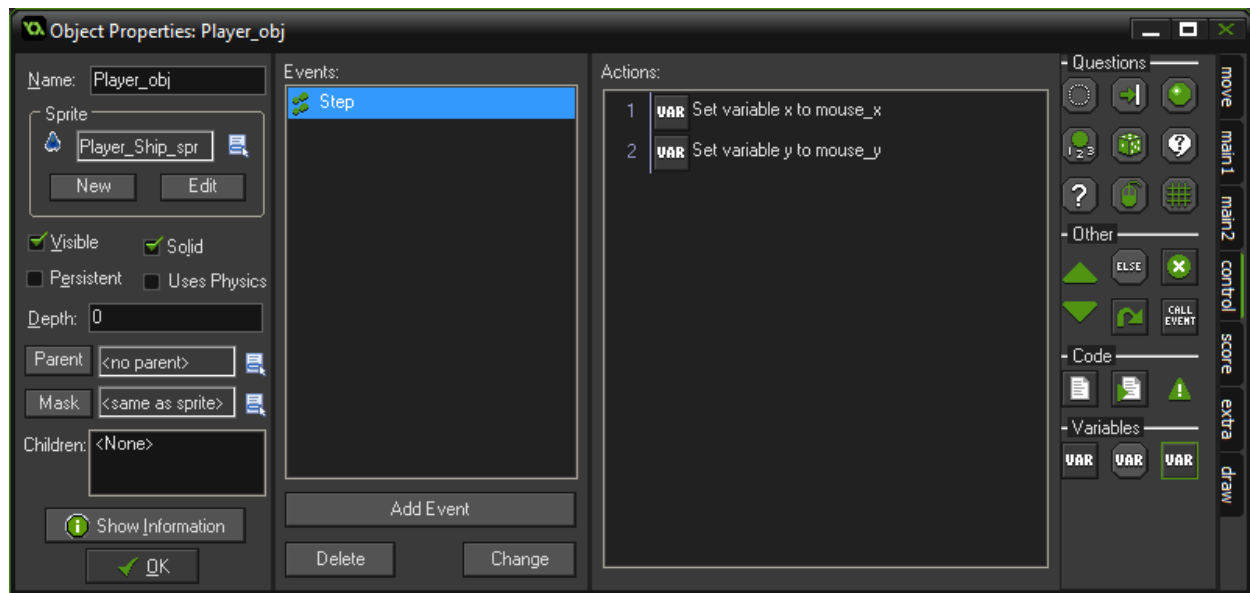 Object Properties: Player_obj
Name: Player_obj
Sprite
Player_Ship_spr
New Edit
Visible Solid
Persistent Uses Physics
Depth: 0
Parent <no parent>
Mask <same as sprite>
Children: <None>
Show Information
OK
Events:
Step
Add Event
Delete Change
Actions:
1 VAR Set variable x to mouse_x
2 VAR Set variable y to mouse_y
Questions
1 2 3 ?
?
Other
ELSE
CALL
EVENT
Code
Variables
VAR VAR VAR
move
main1
main2
control
score
extra
draw